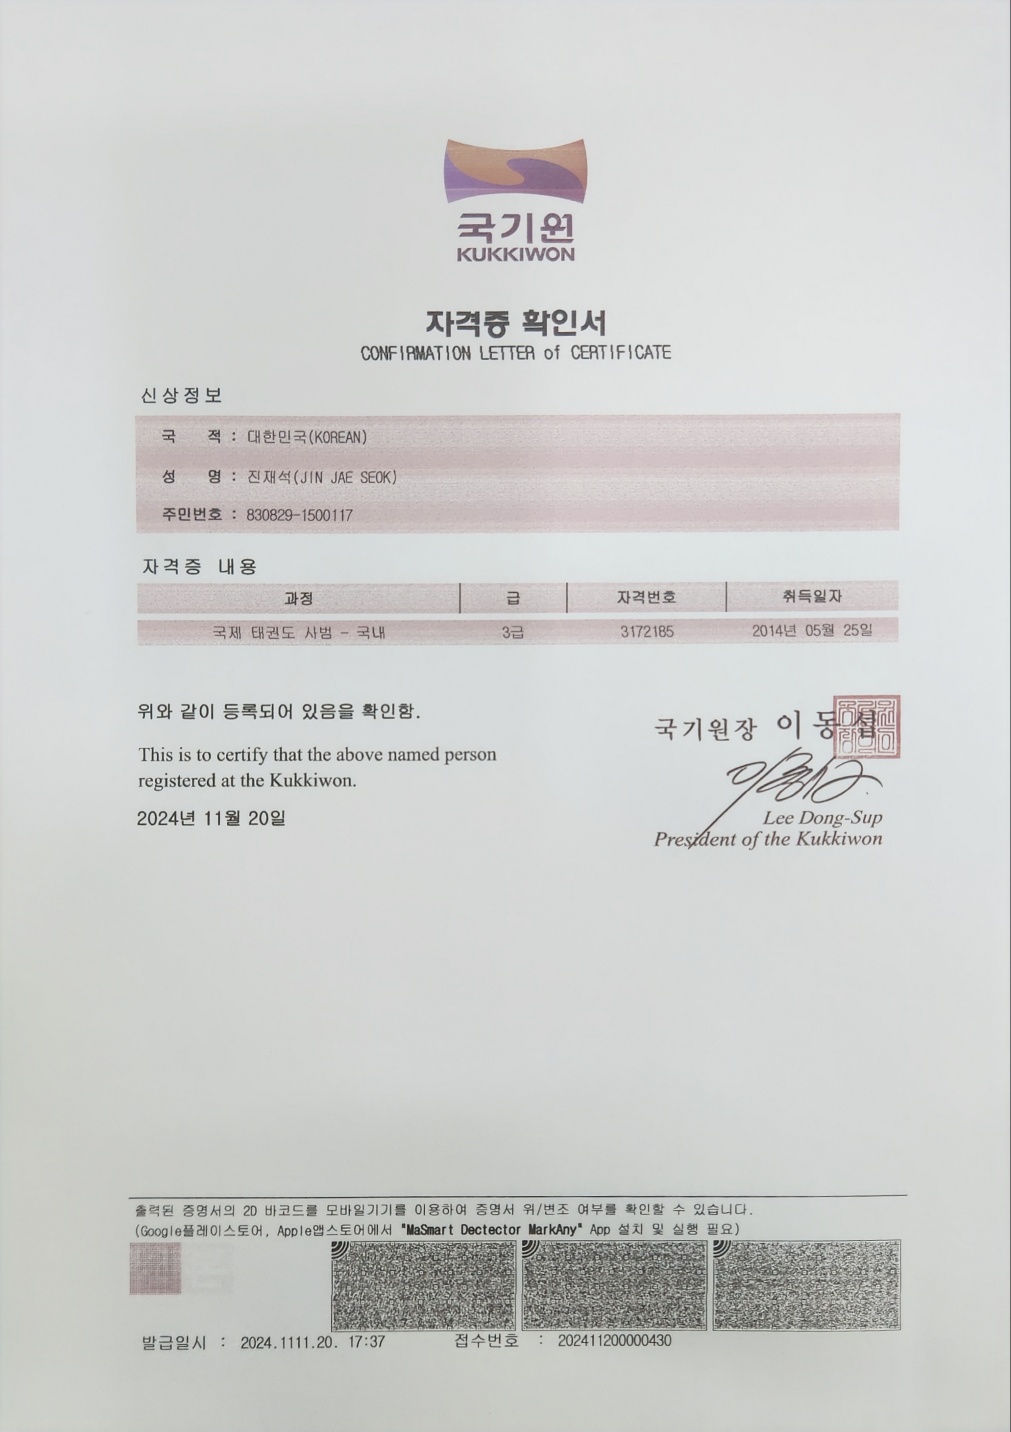 국기원
KUKKIWON
자격증 확인서
CONFIRMATION LETTER of CERTIFICATE
신상정보
국 적 : 대한민국(KOREAN)
성 명 : 진재석(JIN JAE SEOK)
주민번호 : 830829-1500117
자격증 내용
과정 급 자격번호 취득일자
국제 태권도 사범 - 국내 3급 3172185 2014년 05월 25일
위와 같이 등록되어 있음을 확인함.
국기원장 이동섭
This is to certify that the above named person
registered at the Kukkiwon.
2024년 11월 20일
Lee Dong-Sup
President of the Kukkiwon
출력된 증명서의 2D 바코드를 모바일기기를 이용하여 증명서 위/변조 여부를 확인할 수 있습니다.
(Google플레이스토어, Apple앱스토어에서 "MaSmart Dectector MarkAny" App 설치 및 실행 필요)
발급일시 : 2024.1111.20. 17:37 접수번호 : 202411200000430